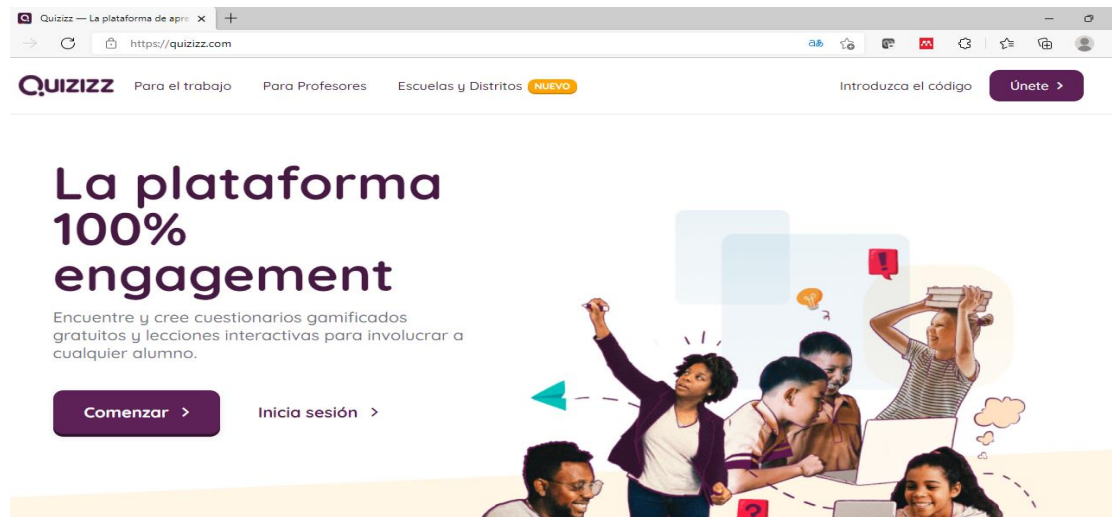 Quizizz — La plataforma de apre
https://quizizz.com
QUIZIZZ Para el trabajo Para Profesores Escuelas y Distritos NUEVO Introduzca el código Únete >
La plataforma
100%
engagement
Encuentre y cree cuestionarios gamificados
gratuitos y lecciones interactivas para involucrar a
cualquier alumno.
Comenzar > Inicia sesión >